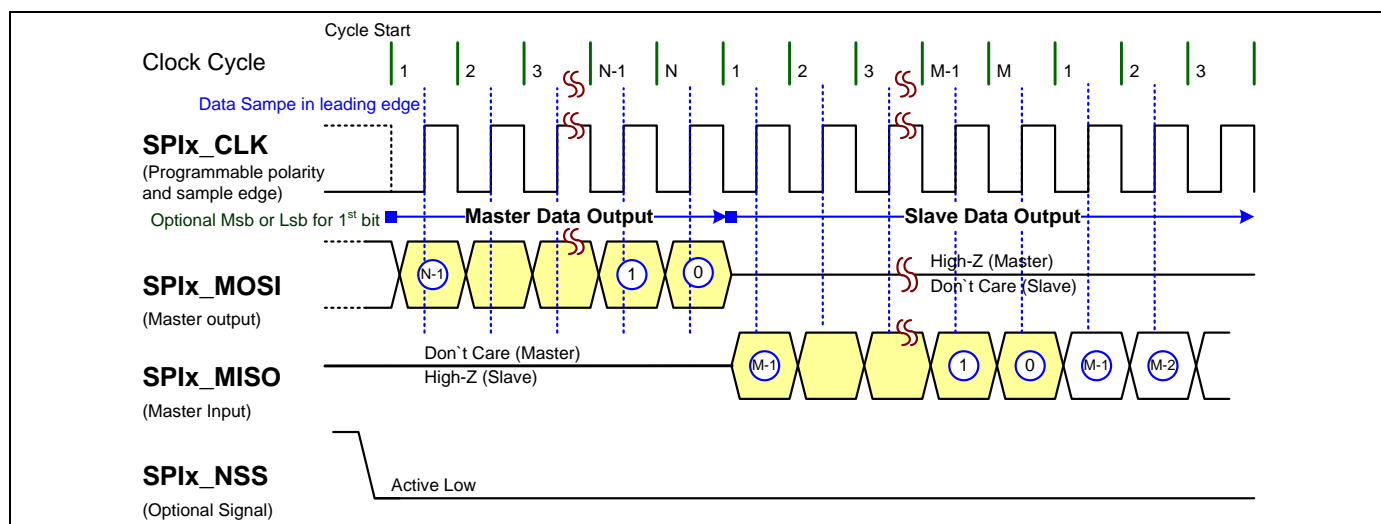 Cycle Start
Clock Cycle
1 2 3 N-1 N 1 2 3 M-1 M 1 2 3
Data Sampe in leading edge
SPIx_CLK
(Programmable polarity
and sample edge)
Optional Msb or Lsb for 1st bit
Master Data Output
Slave Data Output
N-1 1 0
High-Z (Master)
Don`t Care (Slave)
SPIx_MOSI
(Master output)
Don`t Care (Master)
High-Z (Slave)
M-1 1 0 M-1 M-2
SPIx_MISO
(Master Input)
SPIx_NSS
Active Low
(Optional Signal)